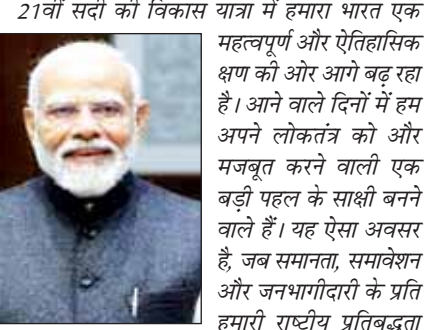 21वीं सदी की विकास यात्रा में हमारा भारत एक
महत्वपूर्ण और ऐतिहासिक
क्षण की ओर आगे बढ़ रहा
है। आने वाले दिनों में हम
अपने लोकतंत्र को और
मजबूत करने वाली एक
बड़ी पहल के साक्षी बनने
वाले हैं। यह ऐसा अवसर
है, जब समानता, समावेशन
और जनभागीदारी के प्रति
हमारी राष्ट्रीय प्रतिबद्धता